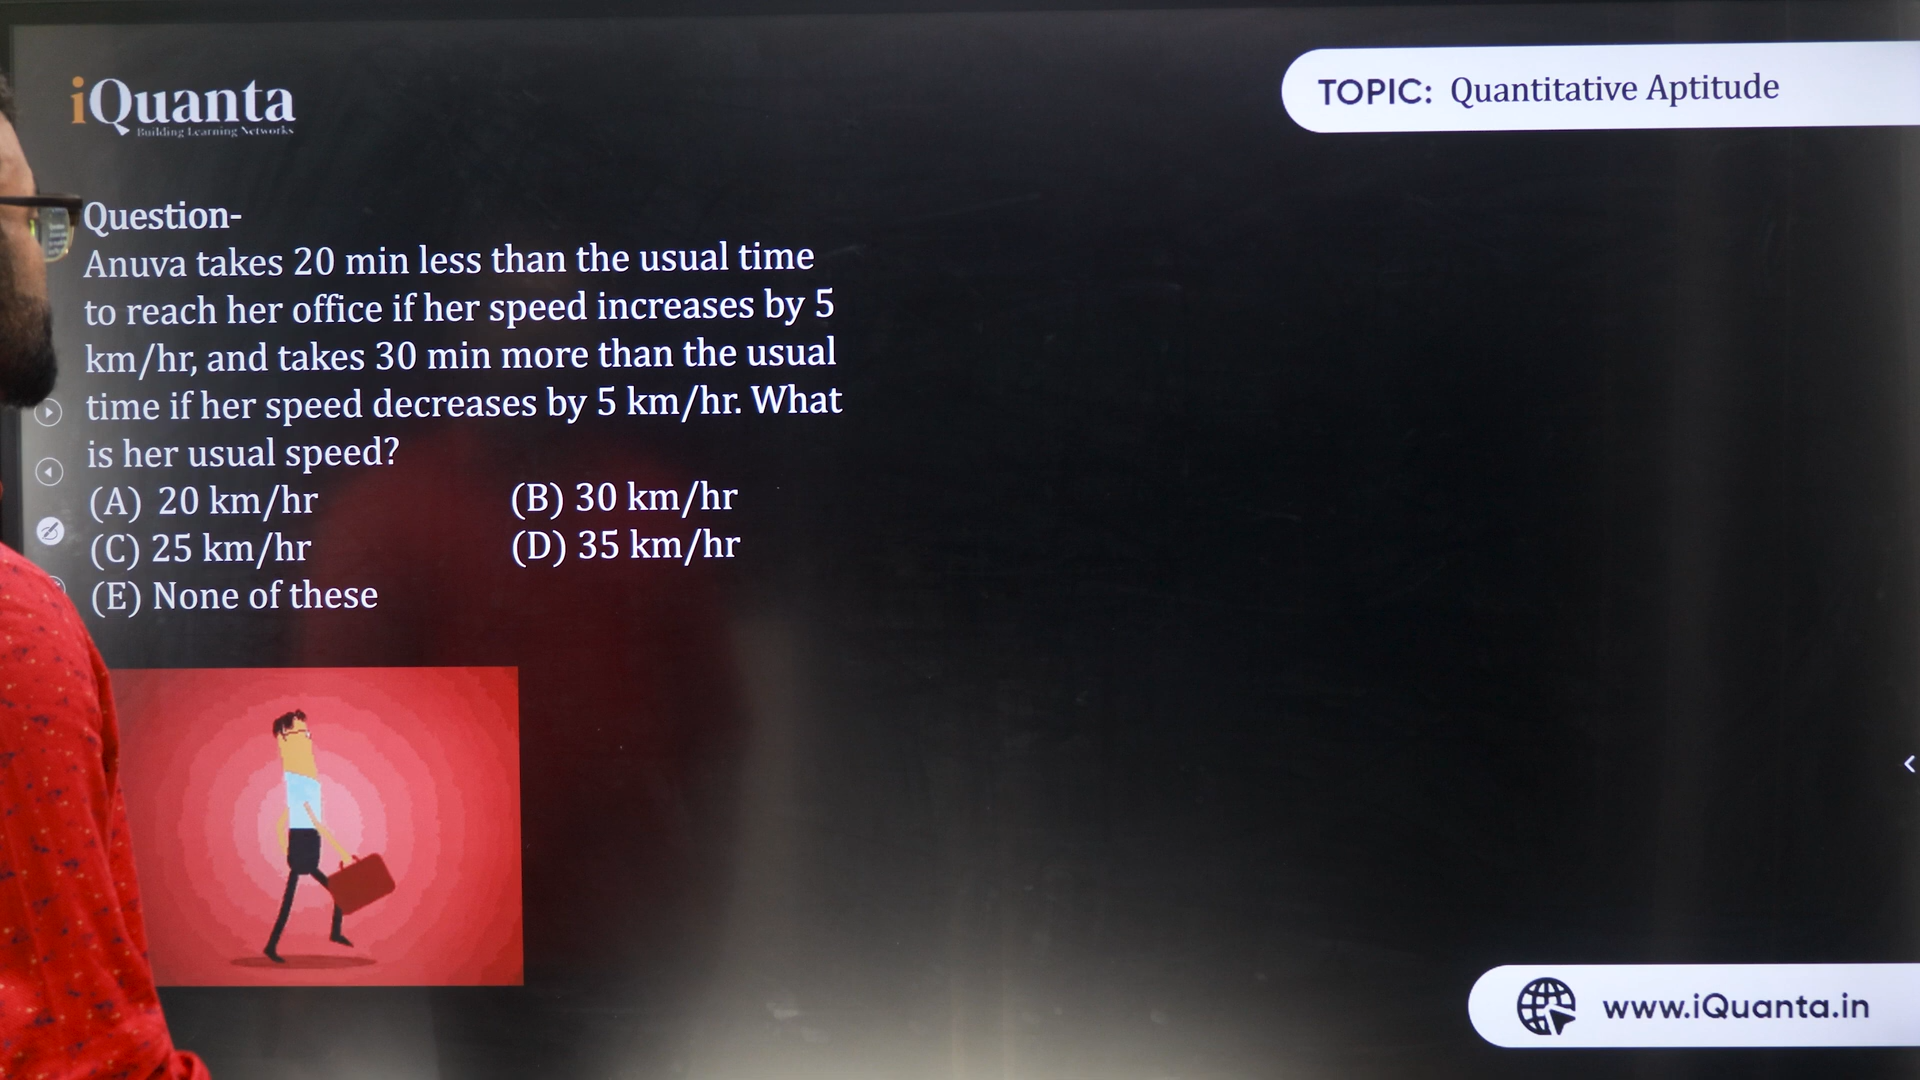 iQuanta
Building Learning Networks
TOPIC: Quantitative Aptitude
Question-
Anuva takes 20 min less than the usual time
to reach her office if her speed increases by 5
km/hr, and takes 30 min more than the usual
time if her speed decreases by 5 km/hr. What
is her usual speed?
(A) 20 km/hr (B) 30 km/hr
(C) 25 km/hr (D) 35 km/hr
(E) None of these
www.iQuanta.in